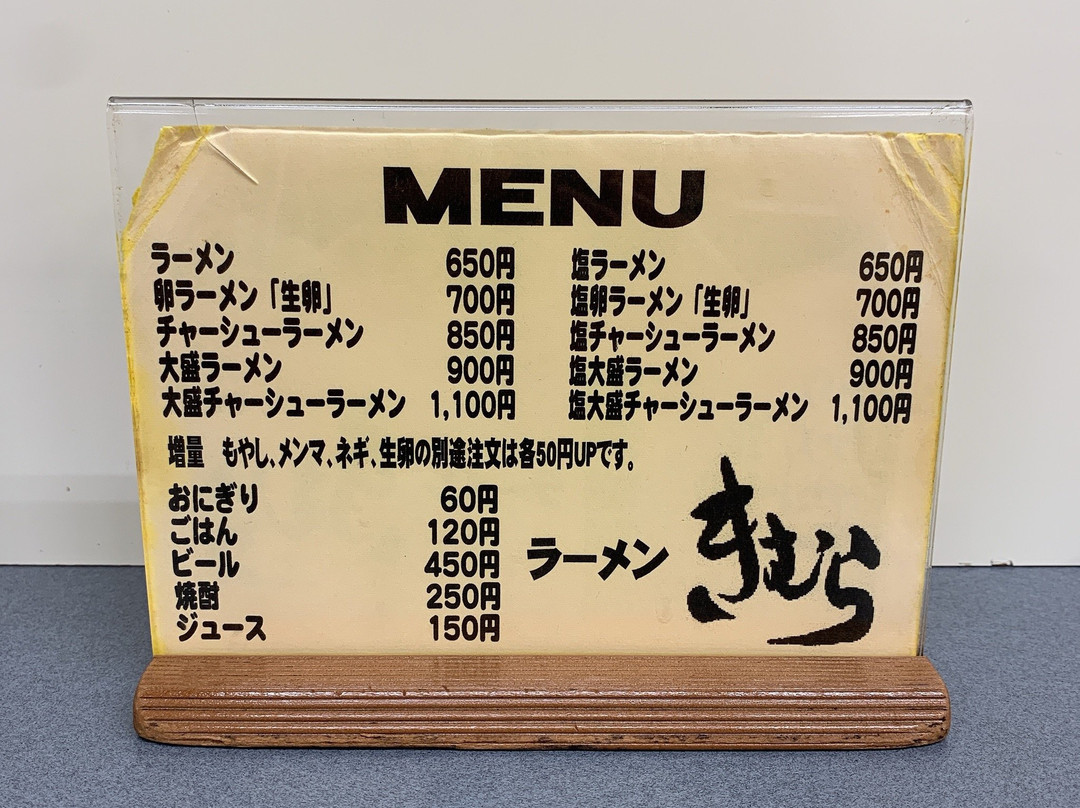 MENU
ラーメン 650円
卵ラーメン「生卵」 700円
チャーシューラーメン 850円
大盛ラーメン 900円
大盛チャーシューラーメン 1,100円
塩ラーメン 650円
塩卵ラーメン「生卵」 700円
塩チャーシューラーメン 850円
塩大盛ラーメン 900円
塩大盛チャーシューラーメン 1,100円
増量 もやし、メンマ、ネギ、生卵の別途注文は各50円UPです。
おにぎり 60円
ごはん 120円
ビール 450円
焼酎 250円
ジュース 150円
ラーメン きむら